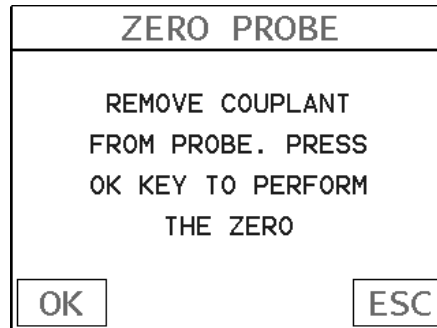 ZERO PROBE
REMOVE COUPLANT
FROM PROBE. PRESS
OK KEY TO PERFORM
THE ZERO
OK ESC